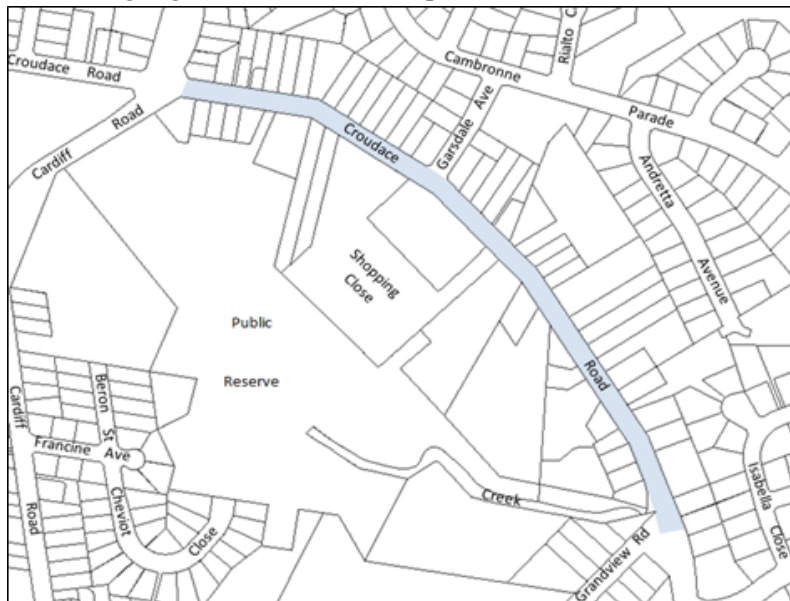 Croudace Road
Cardiff Road
Cambronne
Parade
Rialto
Garsdale Ave
Croudace
Road
Andretta
Avenue
Shopping
Close
Public
Reserve
Beron St
Francine Ave
Cardiff
Road
Cheviot
Close
Creek
Grandview Rd
Isabella
Close